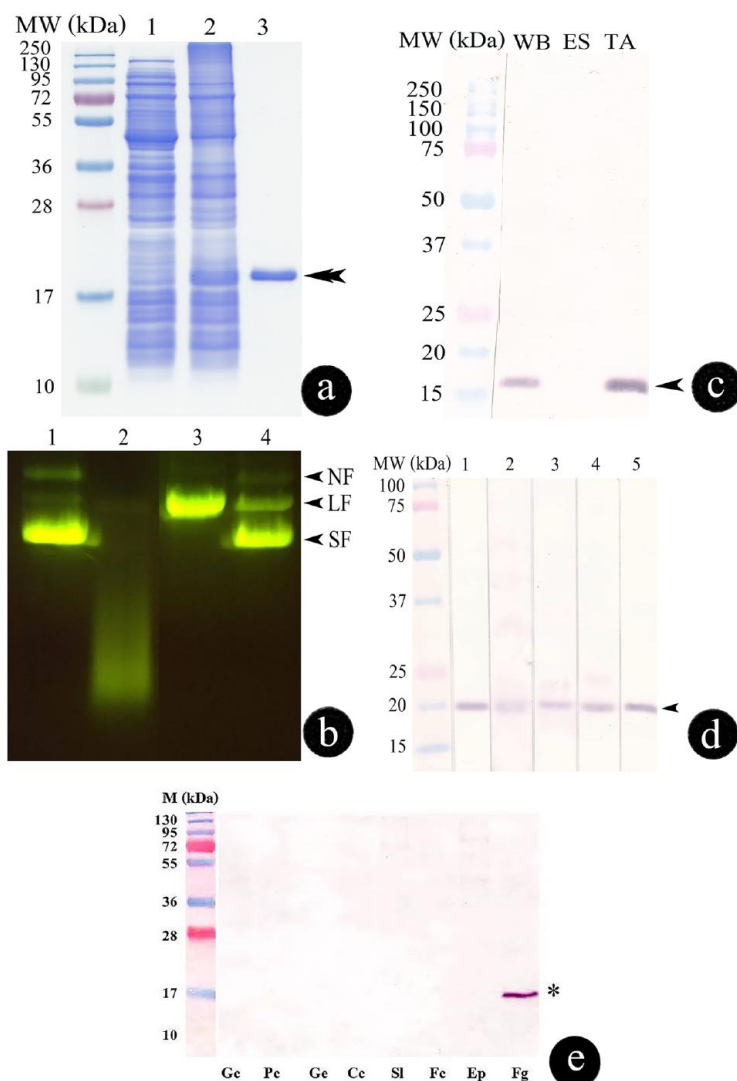 MW (kDa) 1 2 3
250
130
95
72
55
36
28
17
10
a
MW (kDa) WB ES TA
250
150
100
75
50
37
25
20
15
c
1 2 3 4
NF
LF
SF
b
MW (kDa) 1 2 3 4 5
100
75
50
37
25
20
15
d
M (kDa)
130
95
72
55
36
28
17
*
10
Gc Pc Ge Cc Sl Fc Ep Fg
e